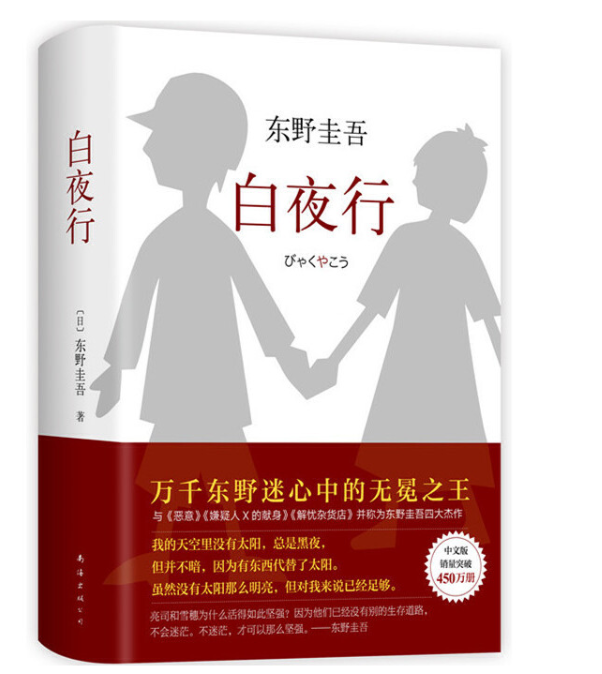 白夜行
〔日〕东野圭吾 著
南海出版公司
东野圭吾
白夜行
びゃくやこう
万千东野迷心中的无冕之王
与《恶意》《嫌疑人X的献身》《解忧杂货店》并称为东野圭吾四大杰作
我的天空里没有太阳，总是黑夜，
但并不暗，因为有东西代替了太阳。
虽然没有太阳那么明亮，但对我来说已经足够。
亮司和雪穗为什么活得如此坚强？因为他们已经没有别的生存道路，
不会迷茫。不迷茫，才可以那么坚强。——东野圭吾
中文版
销量突破
450万册